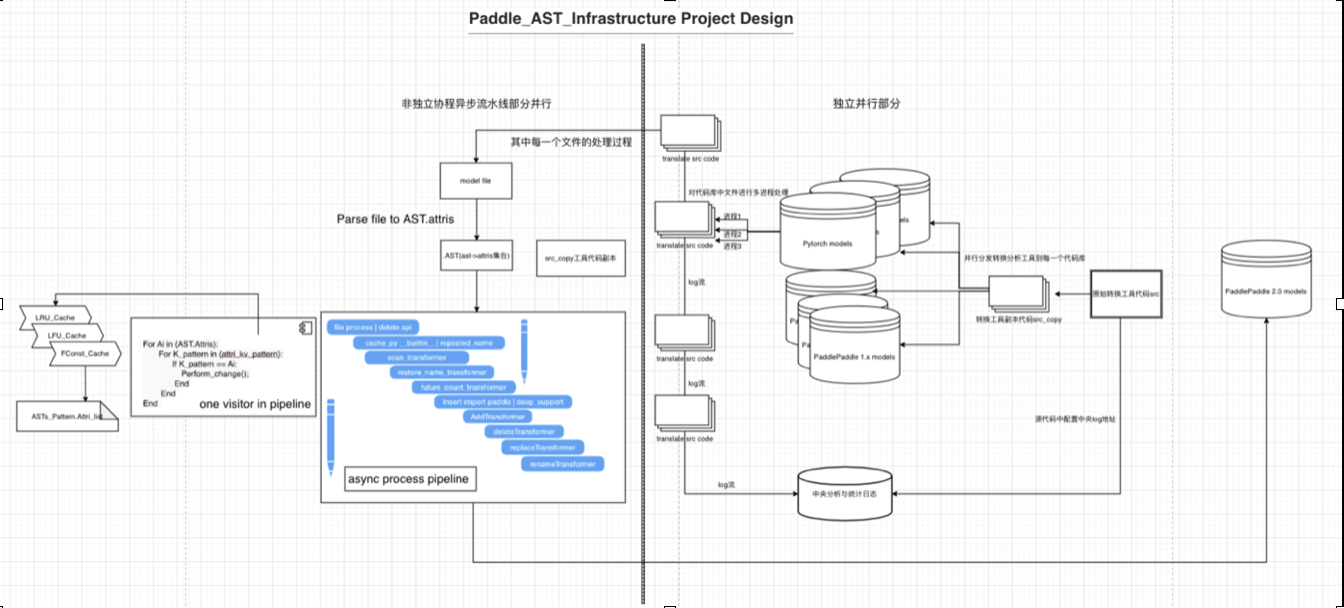 Paddle_AST_Infrastructure Project Design
非独立协程异步流水线部分并行
独立并行部分
其中每一个文件的处理过程
translate src code
model file
对代码库中文件进行多进程处理
Parse file to AST.attris
进程1
进程2
进程3
translate src code
els
s
Pytorch models
.AST(ast->attris集合)
src_copy工具代码副本
并行分发转换分析工具到每一个代码库
log流
原始转换工具代码src
转换工具副本代码src_copy
PaddlePaddle 2.0 models
LRU_Cache
LFU_Cache
FConst_Cache
ASTs_Pattern.Attri_list
For Ai in (AST.Attris):
For K_pattern in (attri_kv_pattern):
If K_pattern == Ai:
Perform_change();
End
End
End
one visitor in pipeline
file process | delete api
cache_py __builtin__ | repeated_name
scan_transformer
restore_name_transformer
future_count_transformer
Insert import paddle | deep_support
AddTransformer
deleteTransformer
replaceTransformer
renameTransformer
async process pipeline
Pa
Pa
PaddlePaddle 1.x models
translate src code
log流
translate src code
源代码中配置中央log地址
log流
中央分析与统计日志